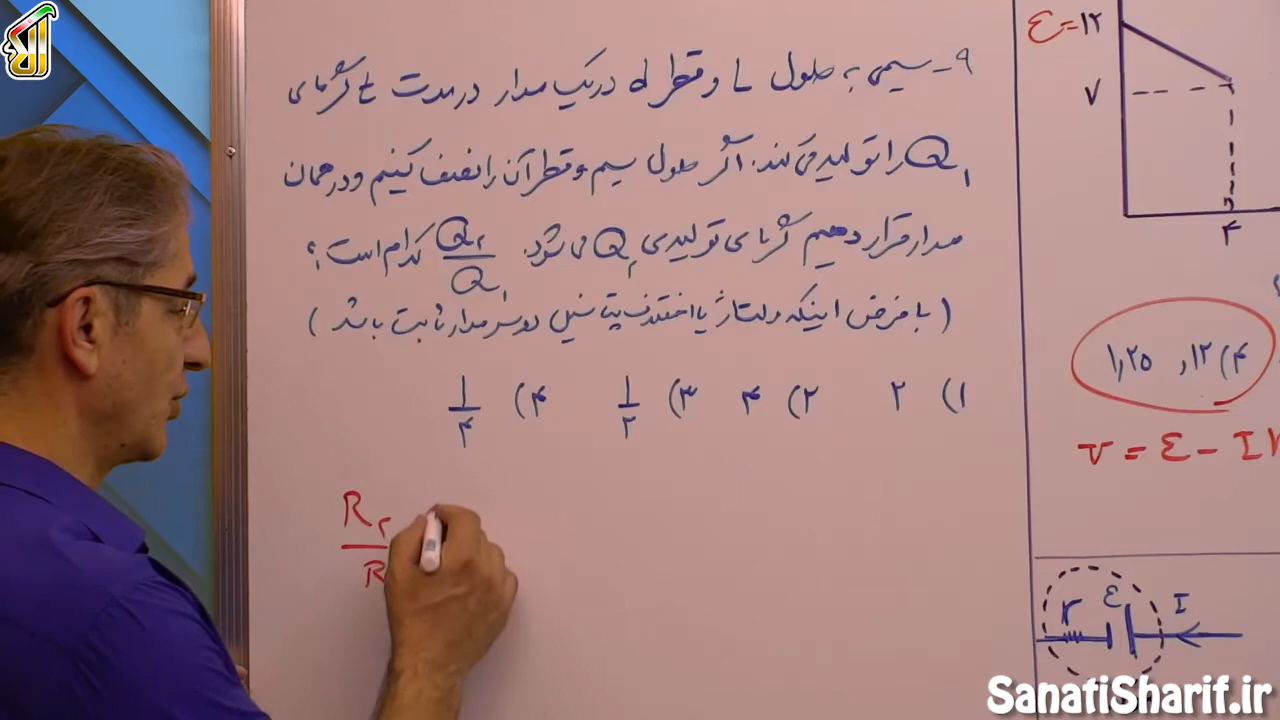 ۹- سیمی به طول L و قطر d در یک مدار در مدت t گرمای
Q۱ را تولید می‌کند. اگر طول سیم و قطر آن را نصف کنیم و در همان
مدار قرار دهیم گرمای تولیدی Q۲ می‌شود. Q۲/Q۱ کدام است؟
(با فرض اینکه ولتاژ یا اختلاف پتانسیل دو سر مدار ثابت باشد)
۱) ۲ ۲) ۴ ۳) ۱/۲ ۴) ۱/۴
R۲
R
ε=۱۲
۷
۴
۴) ۱۲, ۱,۲۵
V = ε - Ir
r ε I
SanatiSharif.ir